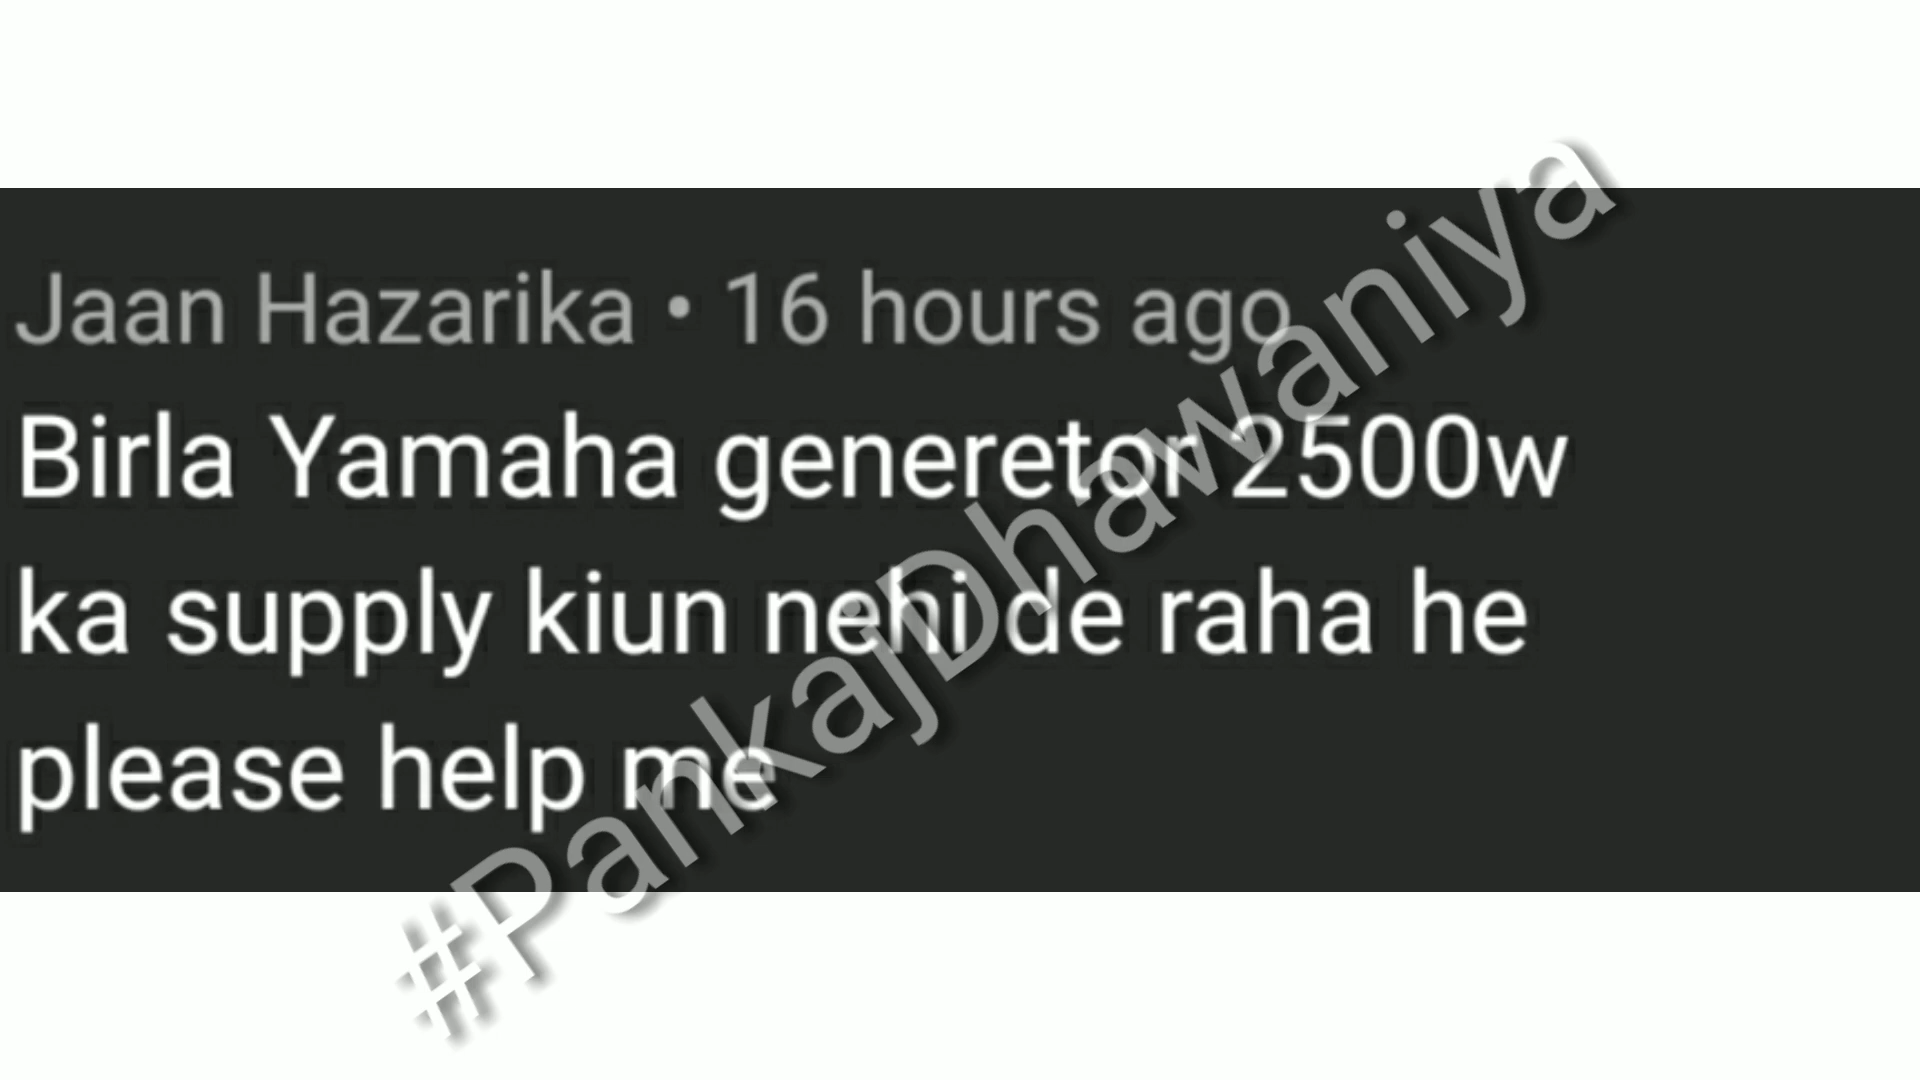 Jaan Hazarika • 16 hours ago
Birla Yamaha generetor 2500w
ka supply kiun nehi de raha he
please help me
#PankajDhawaniya